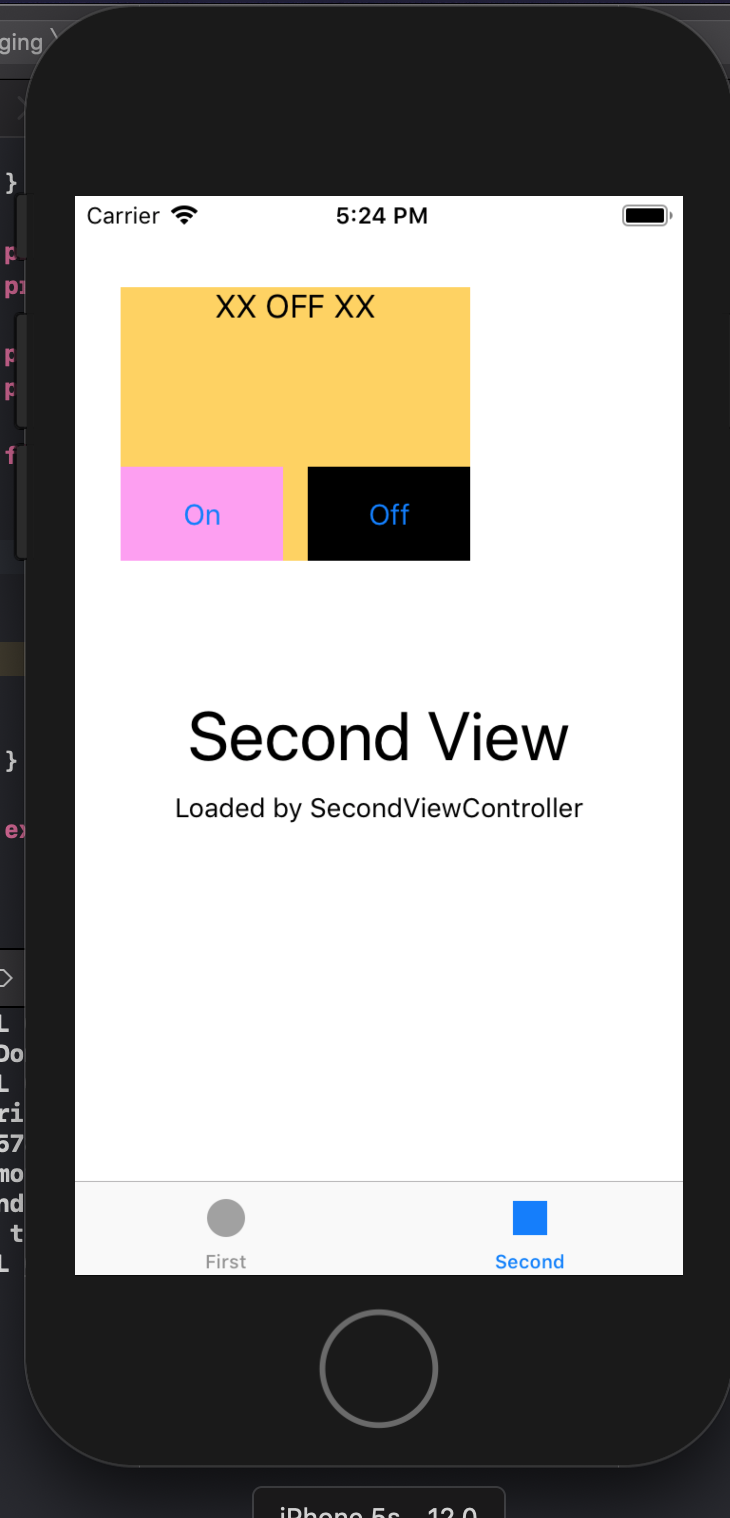 ging
}
p
pr
p
p
f
}
ex
L
Do
L
ri
57
mo
nd
t
L
Carrier
5:24 PM
XX OFF XX
On
Off
Second View
Loaded by SecondViewController
First
Second
iPhone 5s – 12.0